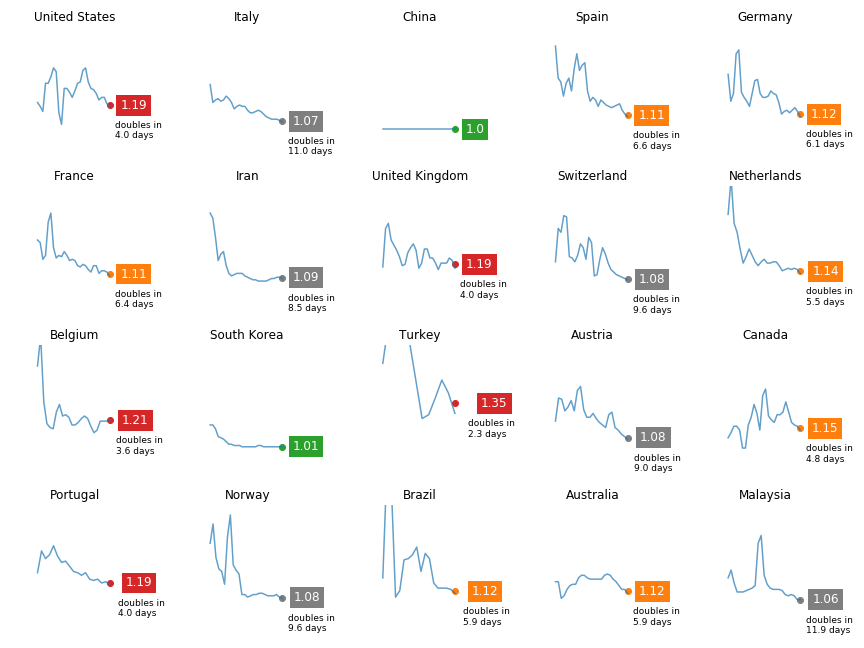 United States
1.19
doubles in
4.0 days
Italy
1.07
doubles in
11.0 days
China
1.0
Spain
1.11
doubles in
6.6 days
Germany
1.12
doubles in
6.1 days
France
1.11
doubles in
6.4 days
Iran
1.09
doubles in
8.5 days
United Kingdom
1.19
doubles in
4.0 days
Switzerland
1.08
doubles in
9.6 days
Netherlands
1.14
doubles in
5.5 days
Belgium
1.21
doubles in
3.6 days
South Korea
1.01
Turkey
1.35
doubles in
2.3 days
Austria
1.08
doubles in
9.0 days
Canada
1.15
doubles in
4.8 days
Portugal
1.19
doubles in
4.0 days
Norway
1.08
doubles in
9.6 days
Brazil
1.12
doubles in
5.9 days
Australia
1.12
doubles in
5.9 days
Malaysia
1.06
doubles in
11.9 days